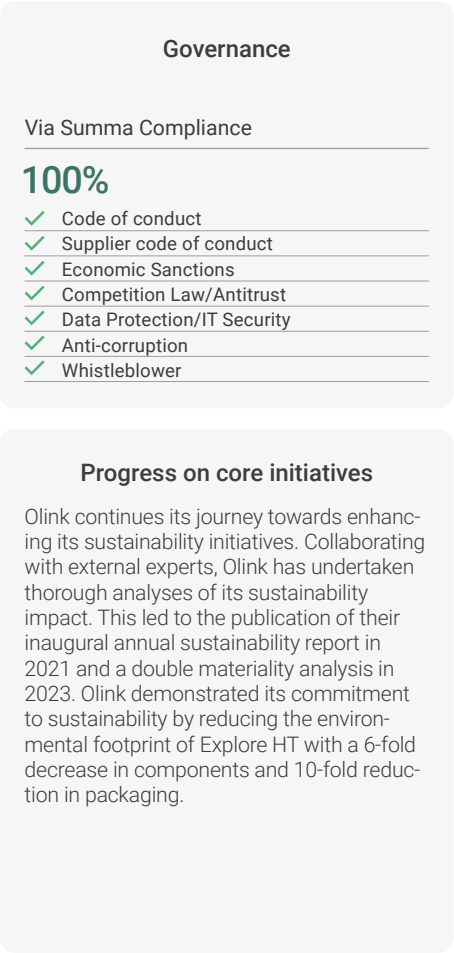 Governance
Via Summa Compliance
100%
Code of conduct
Supplier code of conduct
Economic Sanctions
Competition Law/Antitrust
Data Protection/IT Security
Anti-corruption
Whistleblower
Progress on core initiatives
Olink continues its journey towards enhanc-
ing its sustainability initiatives. Collaborating
with external experts, Olink has undertaken
thorough analyses of its sustainability
impact. This led to the publication of their
inaugural annual sustainability report in
2021 and a double materiality analysis in
2023. Olink demonstrated its commitment
to sustainability by reducing the environ-
mental footprint of Explore HT with a 6-fold
decrease in components and 10-fold reduc-
tion in packaging.